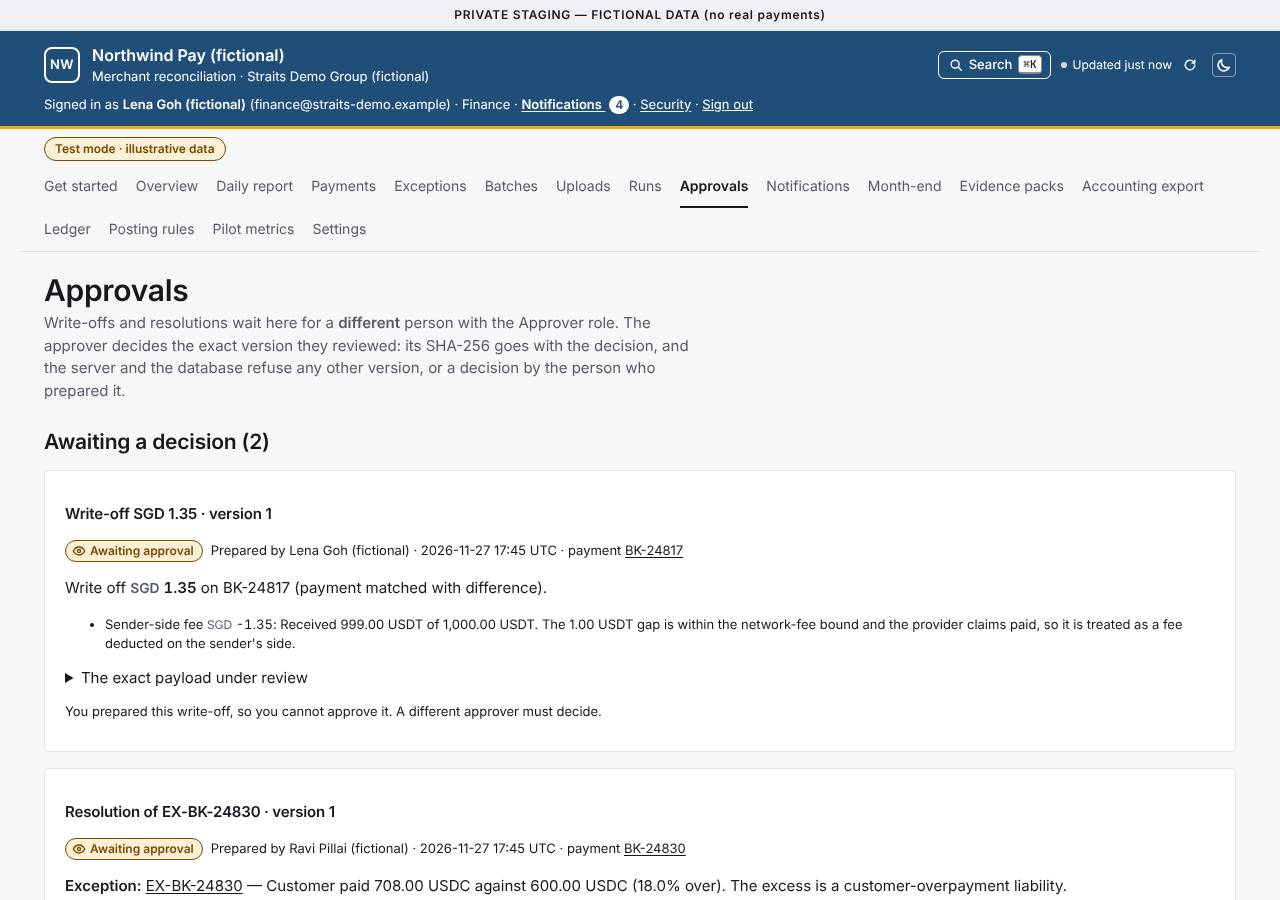 PRIVATE STAGING — FICTIONAL DATA (no real payments)
NW
Northwind Pay (fictional)
Merchant reconciliation · Straits Demo Group (fictional)
Search ⌘K
Updated just now
Signed in as Lena Goh (fictional) (finance@straits-demo.example) · Finance · Notifications 4 · Security · Sign out
Test mode · illustrative data
Get started Overview Daily report Payments Exceptions Batches Uploads Runs Approvals Notifications Month-end Evidence packs Accounting export
Ledger Posting rules Pilot metrics Settings
Approvals
Write-offs and resolutions wait here for a different person with the Approver role. The
approver decides the exact version they reviewed: its SHA-256 goes with the decision, and
the server and the database refuse any other version, or a decision by the person who
prepared it.
Awaiting a decision (2)
Write-off SGD 1.35 · version 1
Awaiting approval Prepared by Lena Goh (fictional) · 2026-11-27 17:45 UTC · payment BK-24817
Write off SGD 1.35 on BK-24817 (payment matched with difference).
• Sender-side fee SGD -1.35: Received 999.00 USDT of 1,000.00 USDT. The 1.00 USDT gap is within the network-fee bound and the provider claims paid, so it is treated as a fee
deducted on the sender's side.
The exact payload under review
You prepared this write-off, so you cannot approve it. A different approver must decide.
Resolution of EX-BK-24830 · version 1
Awaiting approval Prepared by Ravi Pillai (fictional) · 2026-11-27 17:45 UTC · payment BK-24830
Exception: EX-BK-24830 — Customer paid 708.00 USDC against 600.00 USDC (18.0% over). The excess is a customer-overpayment liability.